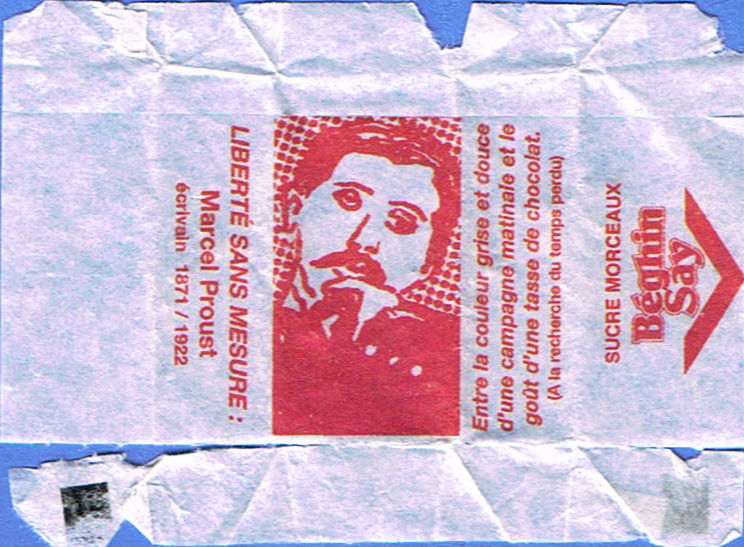 LIBERTÉ SANS MESURE :
Marcel Proust
écrivain 1871 / 1922
Entre la couleur grise et douce
d'une campagne matinale et le
goût d'une tasse de chocolat.
(A la recherche du temps perdu)
SUCRE MORCEAUX
Béghin
Say